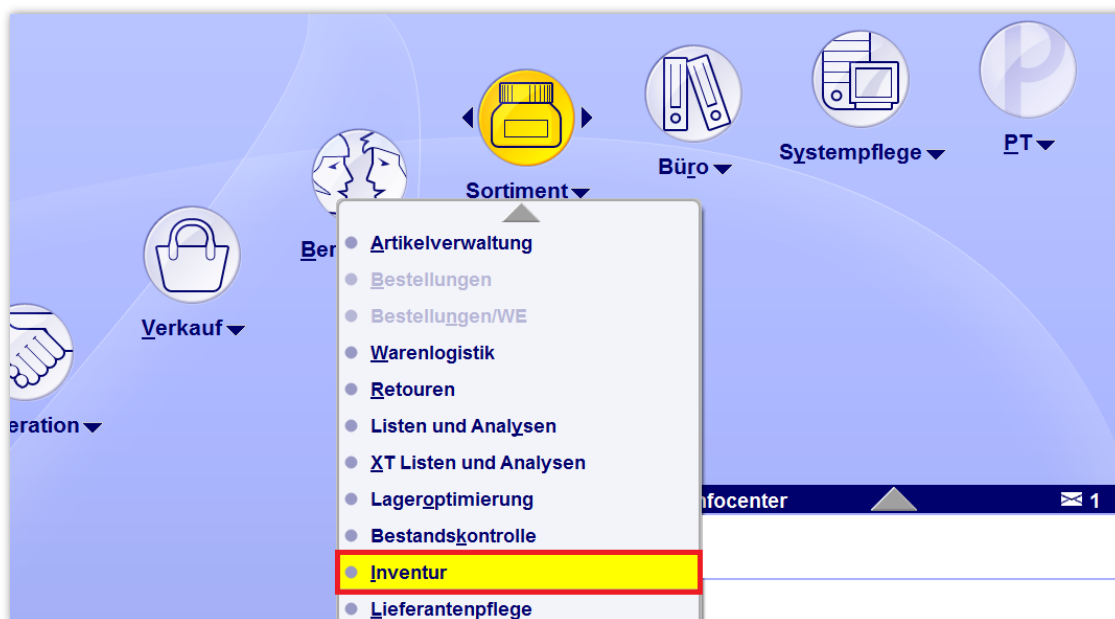 PT
Systempflege
Büro
Sortiment
Ber
Verkauf
eration
Artikelverwaltung
Bestellungen
Bestellungen/WE
Warenlogistik
Retouren
Listen und Analysen
XT Listen und Analysen
Lageroptimierung
Bestandskontrolle
Inventur
Lieferantenpflege
nfocenter
1